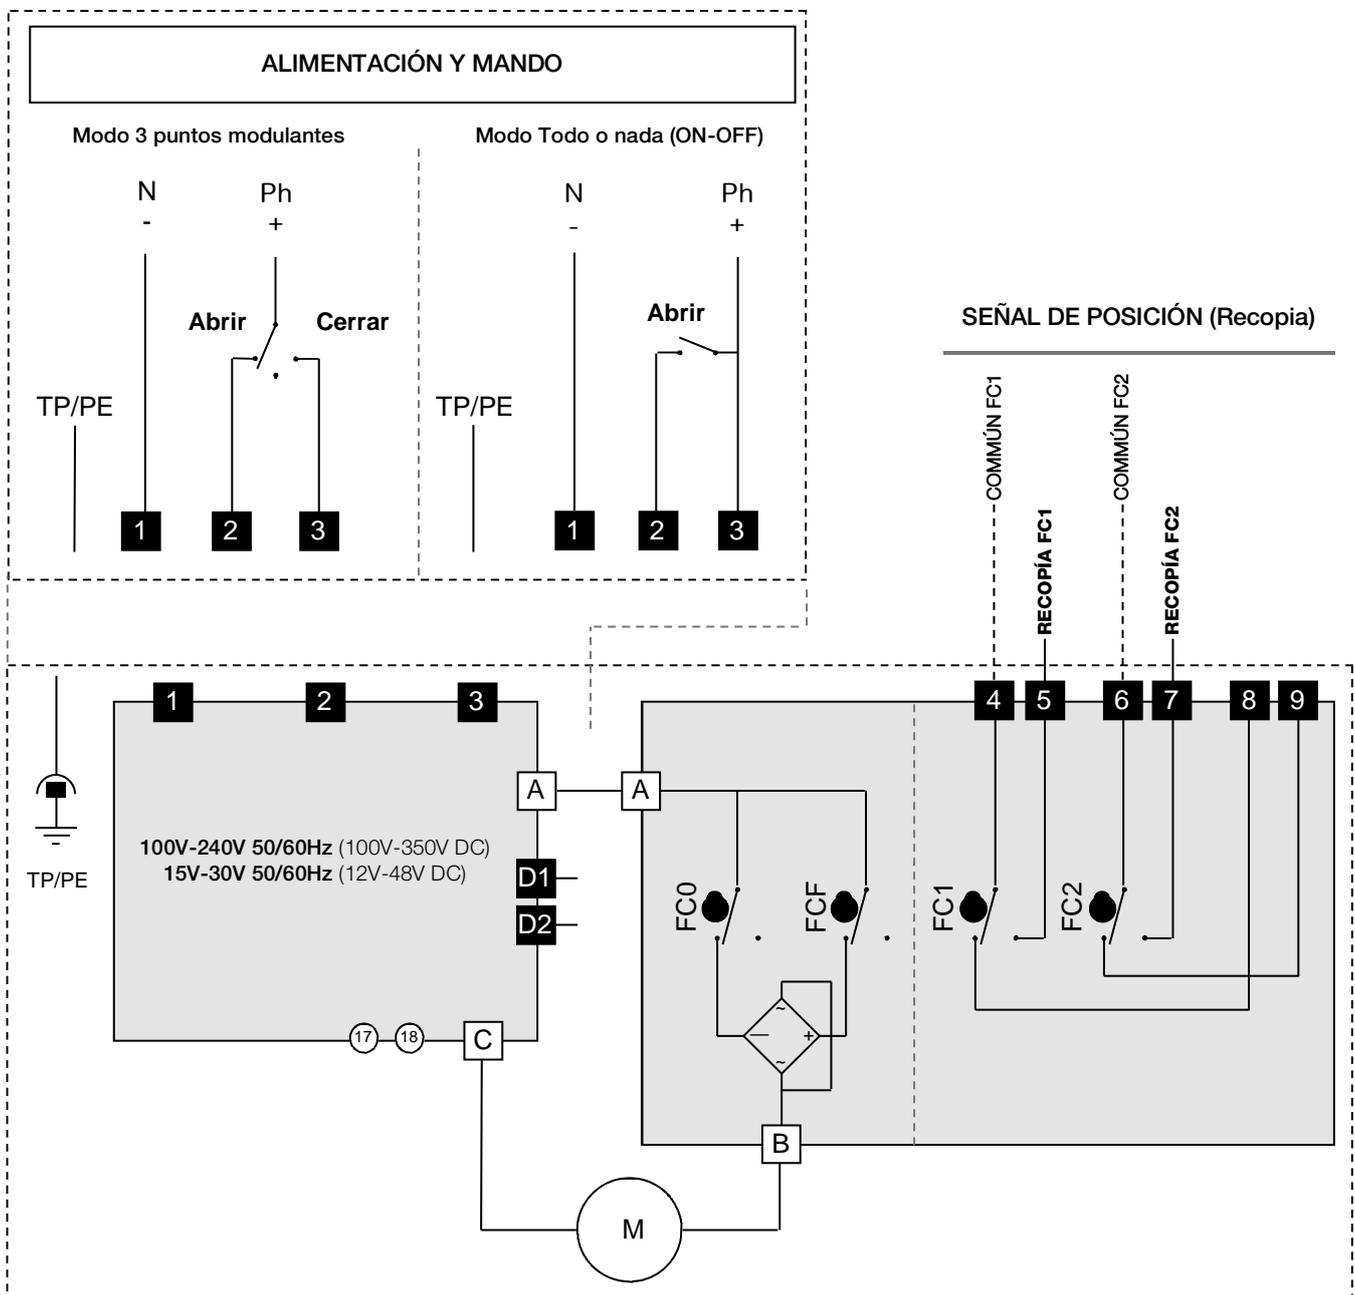 ALIMENTACIÓN Y MANDO
Modo 3 puntos modulantes
Modo Todo o nada (ON-OFF)
N
Ph
-
+
Abrir
Cerrar
TP/PE
1
2
3
N
Ph
-
+
Abrir
TP/PE
1
2
3
SEÑAL DE POSICIÓN (Recopia)
COMMÚN FC1
RECOPÍA FC1
COMMÚN FC2
RECOPÍA FC2
TP/PE
1
2
3
100V-240V 50/60Hz (100V-350V DC)
15V-30V 50/60Hz (12V-48V DC)
A
D1
D2
17
18
C
A
4
5
6
7
8
9
FC0
FCF
FC1
FC2
~
—
+
~
B
M